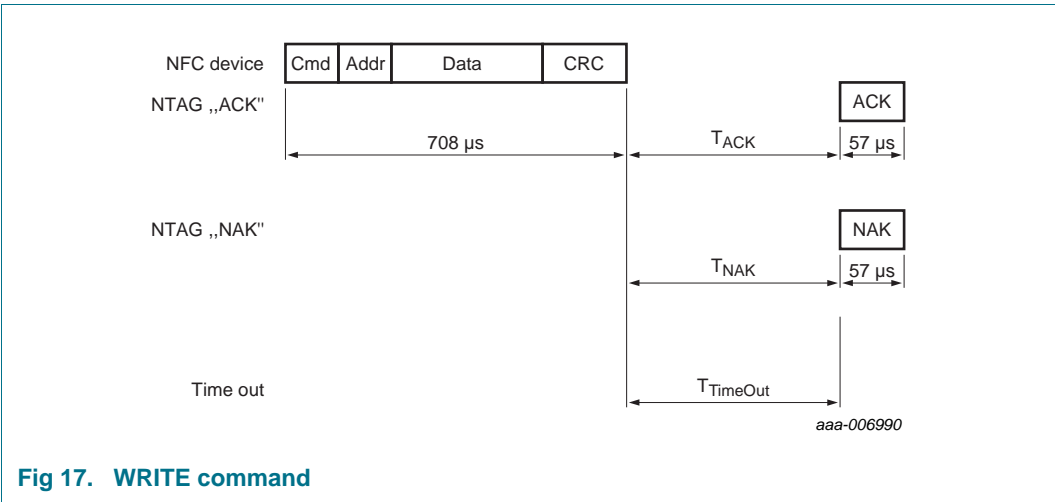 NFC device Cmd Addr Data CRC
NTAG ,,ACK" ACK
708 µs TACK 57 µs
NTAG ,,NAK" NAK
TNAK 57 µs
Time out TTimeOut
aaa-006990
Fig 17. WRITE command